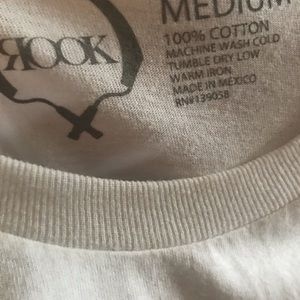 ROOK
MEDIUM
100% COTTON
MACHINE WASH COLD
TUMBLE DRY LOW
WARM IRON
MADE IN MEXICO
RN#139058